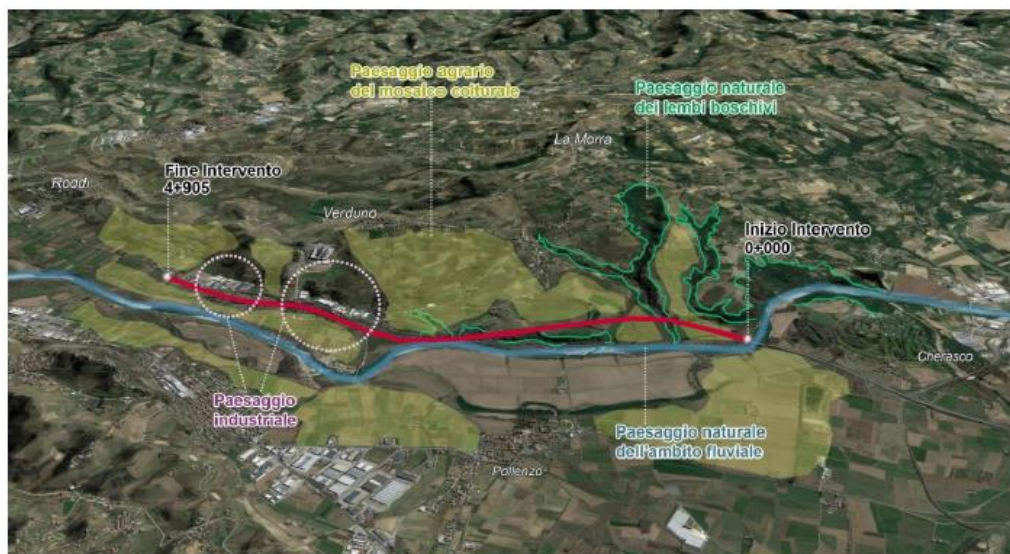 Paesaggio agrario
del mosaico colturale
Paesaggio naturale
dei lembi boschivi
La Morra
Fine Intervento
4+905
Roddi
Verduno
Inizio Intervento
0+000
Cherasco
Paesaggio
industriale
Paesaggio naturale
dell'ambito fluviale
Pollenzo